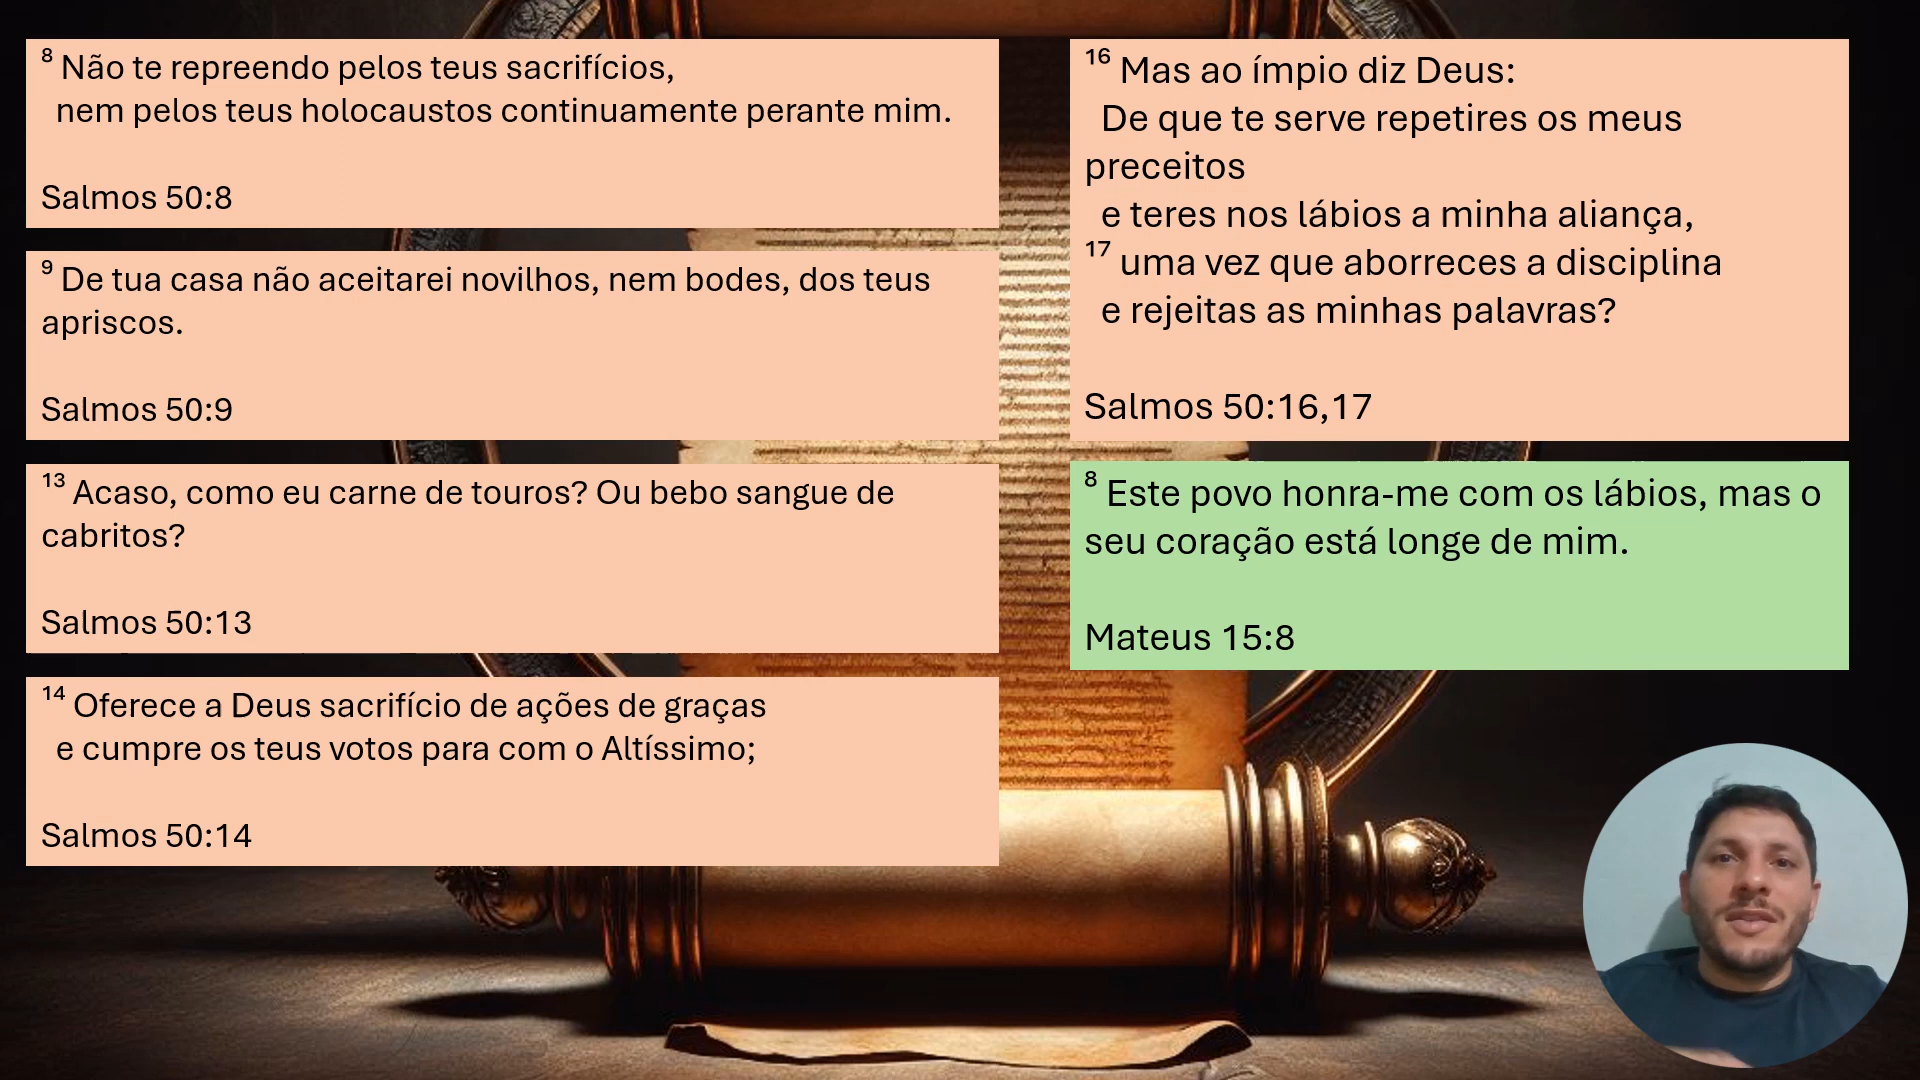 ⁸ Não te repreendo pelos teus sacrifícios,
nem pelos teus holocaustos continuamente perante mim.
Salmos 50:8
⁹ De tua casa não aceitarei novilhos, nem bodes, dos teus
apriscos.
Salmos 50:9
¹³ Acaso, como eu carne de touros? Ou bebo sangue de
cabritos?
Salmos 50:13
¹⁴ Oferece a Deus sacrifício de ações de graças
e cumpre os teus votos para com o Altíssimo;
Salmos 50:14
¹⁶ Mas ao ímpio diz Deus:
De que te serve repetires os meus
preceitos
e teres nos lábios a minha aliança,
¹⁷ uma vez que aborreces a disciplina
e rejeitas as minhas palavras?
Salmos 50:16,17
⁸ Este povo honra-me com os lábios, mas o
seu coração está longe de mim.
Mateus 15:8